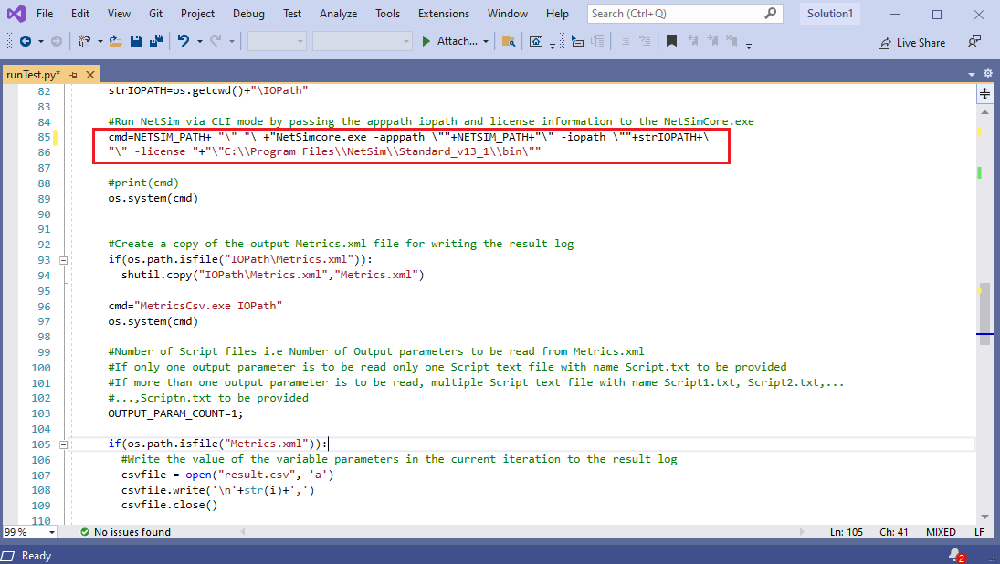 File Edit View Git Project Debug Test Analyze Tools Extensions Window Help Search (Ctrl+Q) Solution1
Attach... Live Share
runTest.py*
82 strIOPATH=os.getcwd()+"\IOPath"
83
84 #Run NetSim via CLI mode by passing the apppath iopath and license information to the NetSimCore.exe
85 cmd=NETSIM_PATH+ "\" "\ +"NetSimcore.exe -apppath \""+NETSIM_PATH+"\" -iopath \""+strIOPATH+\
86 "\" -license "+"\"C:\\Program Files\\NetSim\\Standard_v13_1\\bin\""
87
88 #print(cmd)
89 os.system(cmd)
90
91
92 #Create a copy of the output Metrics.xml file for writing the result log
93 if(os.path.isfile("IOPath\Metrics.xml")):
94 shutil.copy("IOPath\Metrics.xml","Metrics.xml")
95
96 cmd="MetricsCsv.exe IOPath"
97 os.system(cmd)
98
99 #Number of Script files i.e Number of Output parameters to be read from Metrics.xml
100 #If only one output parameter is to be read only one Script text file with name Script.txt to be provided
101 #If more than one output parameter is to be read, multiple Script text file with name Script1.txt, Script2.txt,...
102 #...,Scriptn.txt to be provided
103 OUTPUT_PARAM_COUNT=1;
104
105 if(os.path.isfile("Metrics.xml")):
106 #Write the value of the variable parameters in the current iteration to the result log
107 csvfile = open("result.csv", 'a')
108 csvfile.write('\n'+str(i)+',')
109 csvfile.close()
110
99 % No issues found Ln: 105 Ch: 41 MIXED LF
Ready 2